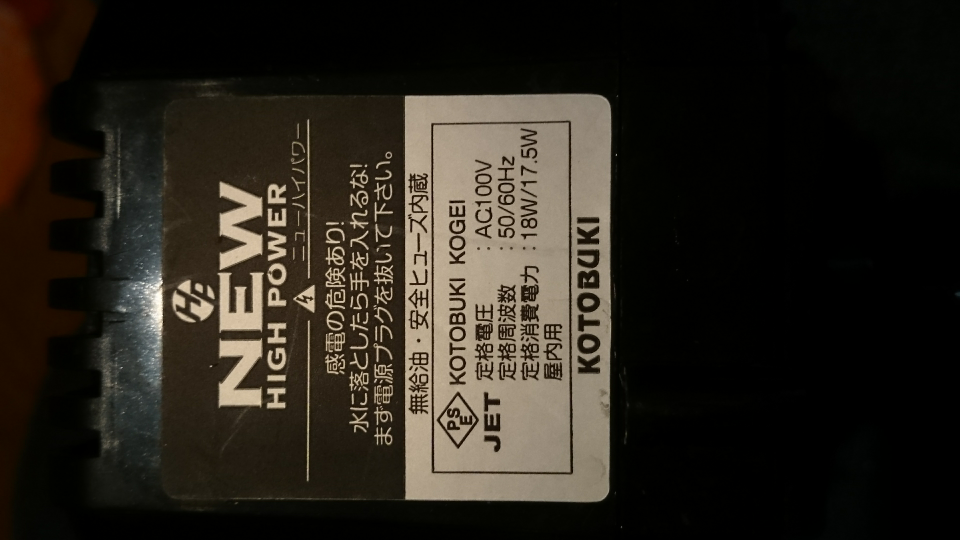 HP
NEW
HIGH POWER
ニューハイパワー
感電の危険あり!
水に落としたら手を入れるな!
まず電源プラグを抜いて下さい。
無給油・安全ヒューズ内蔵
PSE KOTOBUKI KOGEI
JET
定格電圧 : AC100V
定格周波数 : 50/60Hz
定格消費電力 : 18W/17.5W
屋内用
KOTOBUKI